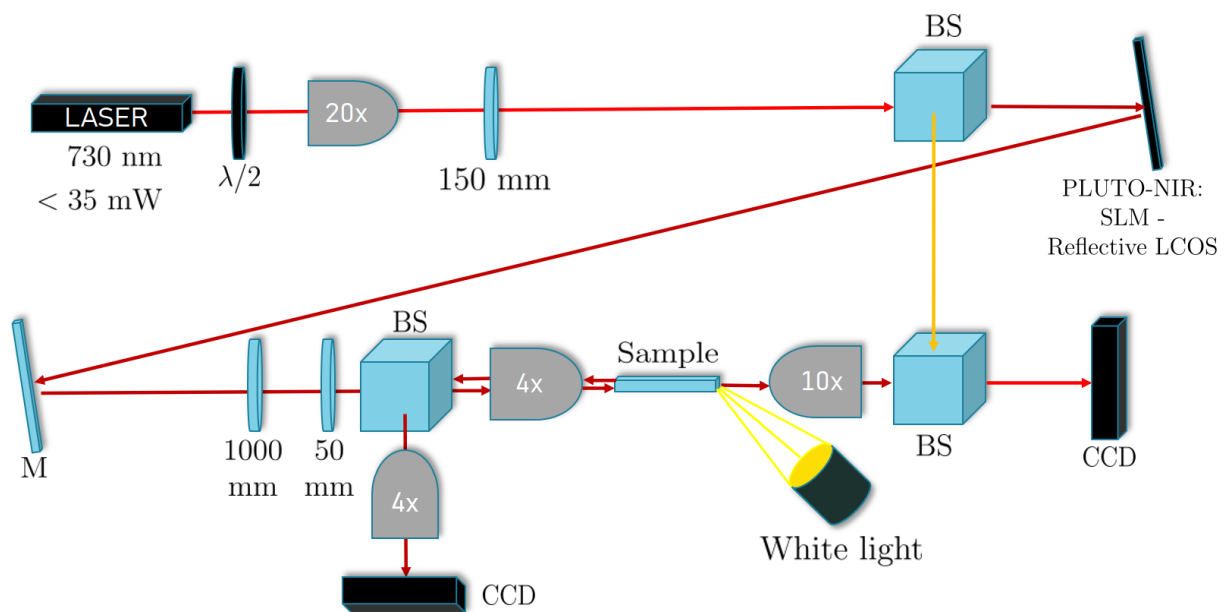 BS
LASER
20x
730 nm
< 35 mW
λ/2
150 mm
PLUTO-NIR:
SLM -
Reflective LCOS
BS
Sample
4x
10x
M
1000
mm
50
mm
BS
CCD
4x
White light
CCD